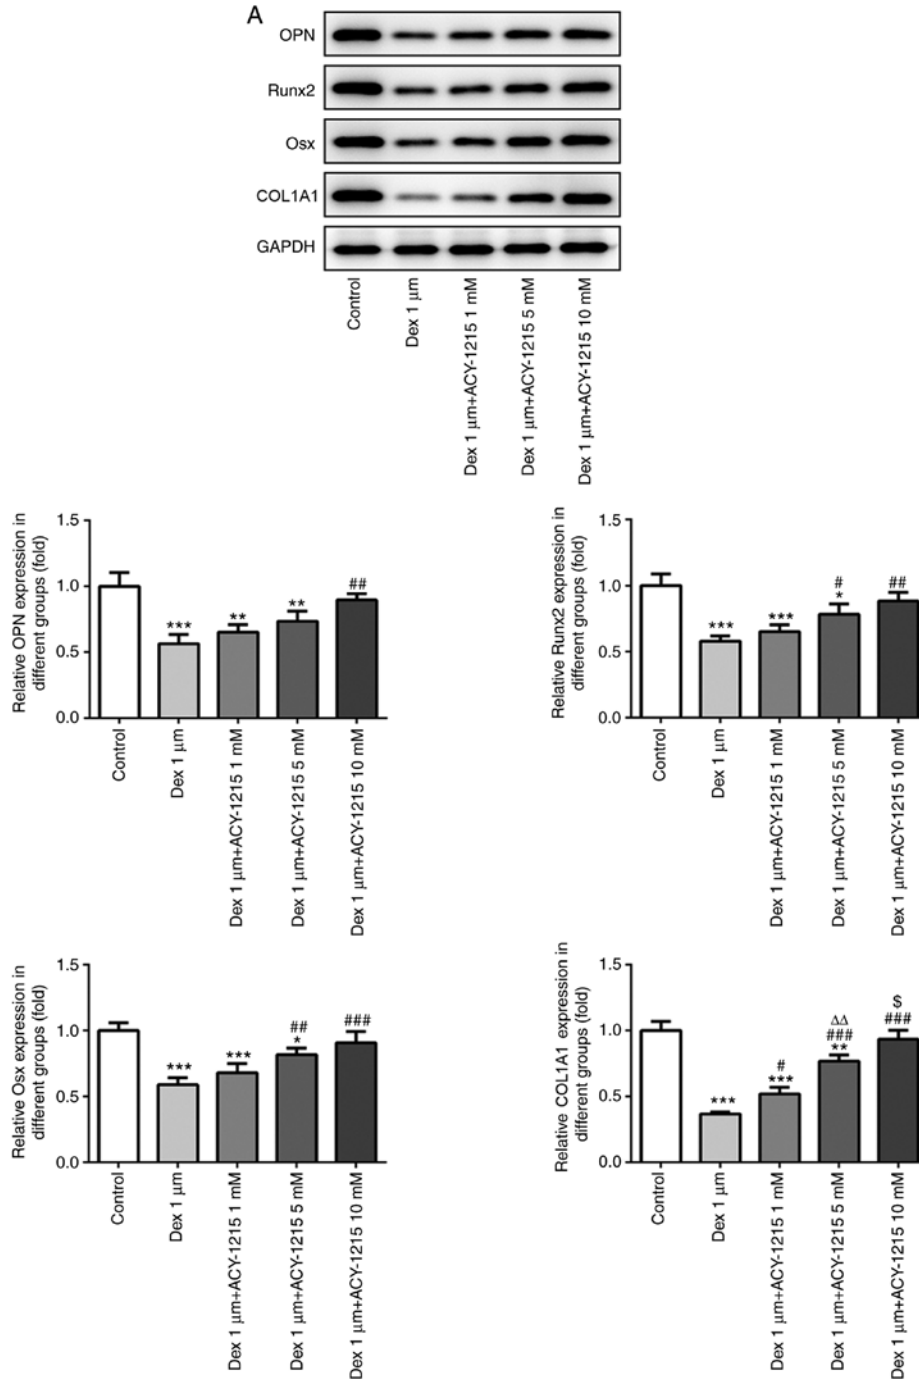 A
OPN
Runx2
Osx
COL1A1
GAPDH
Control
Dex 1 μm
Dex 1 μm+ACY-1215 1 mM
Dex 1 μm+ACY-1215 5 mM
Dex 1 μm+ACY-1215 10 mM
Relative OPN expression in
different groups (fold)
1.5
1.0
0.5
0.0
***
**
**
##
Control
Dex 1 μm
Dex 1 μm+ACY-1215 1 mM
Dex 1 μm+ACY-1215 5 mM
Dex 1 μm+ACY-1215 10 mM
Relative Runx2 expression in
different groups (fold)
1.5
1.0
0.5
0.0
***
***
#
*
##
Control
Dex 1 μm
Dex 1 μm+ACY-1215 1 mM
Dex 1 μm+ACY-1215 5 mM
Dex 1 μm+ACY-1215 10 mM
Relative Osx expression in
different groups (fold)
1.5
1.0
0.5
0.0
***
***
##
*
###
Control
Dex 1 μm
Dex 1 μm+ACY-1215 1 mM
Dex 1 μm+ACY-1215 5 mM
Dex 1 μm+ACY-1215 10 mM
Relative COL1A1 expression in
different groups (fold)
1.5
1.0
0.5
0.0
***
#
***
ΔΔ
###
**
$
###
Control
Dex 1 μm
Dex 1 μm+ACY-1215 1 mM
Dex 1 μm+ACY-1215 5 mM
Dex 1 μm+ACY-1215 10 mM